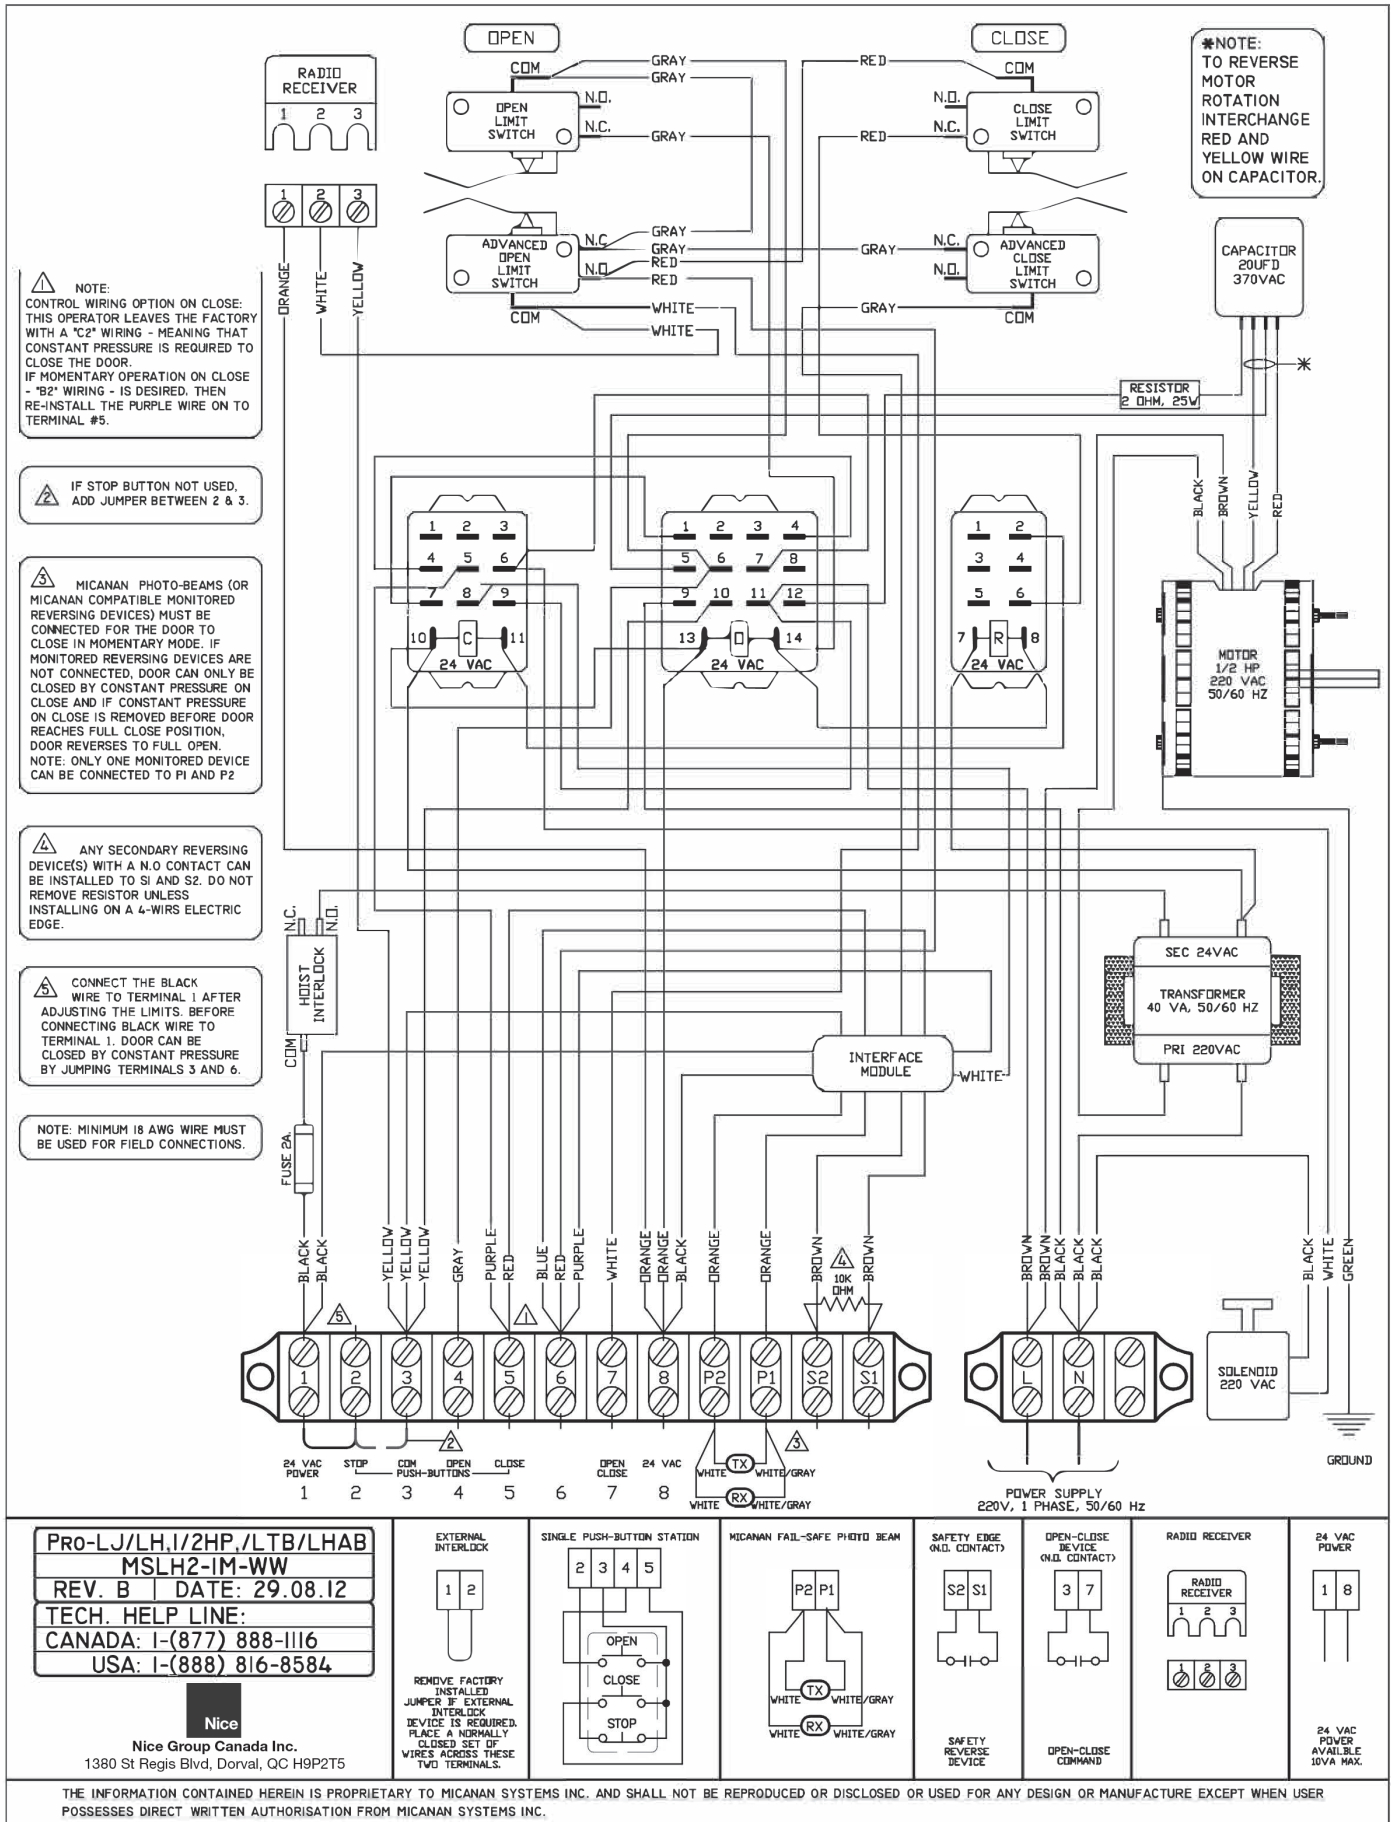 OPEN
CLOSE
RADIO
RECEIVER
1 2 3
1 2 3
ORANGE
WHITE
YELLOW
COM
OPEN
LIMIT
SWITCH
N.O.
N.C.
GRAY
GRAY
GRAY
RED
RED
COM
CLOSE
LIMIT
SWITCH
N.O.
N.C.
ADVANCED
OPEN
LIMIT
SWITCH
N.C.
N.O.
COM
GRAY
GRAY
RED
RED
WHITE
WHITE
GRAY
GRAY
N.C.
N.O.
ADVANCED
CLOSE
LIMIT
SWITCH
COM
*NOTE:
TO REVERSE
MOTOR
ROTATION
INTERCHANGE
RED AND
YELLOW WIRE
ON CAPACITOR.
CAPACITOR
20UFD
370VAC
*
RESISTOR
2 OHM, 25W
BLACK
BROWN
YELLOW
RED
MOTOR
1/2 HP
220 VAC
50/60 HZ
1 NOTE:
CONTROL WIRING OPTION ON CLOSE:
THIS OPERATOR LEAVES THE FACTORY
WITH A "C2" WIRING - MEANING THAT
CONSTANT PRESSURE IS REQUIRED TO
CLOSE THE DOOR.
IF MOMENTARY OPERATION ON CLOSE
- "B2" WIRING - IS DESIRED, THEN
RE-INSTALL THE PURPLE WIRE ON TO
TERMINAL #5.
2 IF STOP BUTTON NOT USED,
ADD JUMPER BETWEEN 2 & 3.
3 MICANAN PHOTO-BEAMS (OR
MICANAN COMPATIBLE MONITORED
REVERSING DEVICES) MUST BE
CONNECTED FOR THE DOOR TO
CLOSE IN MOMENTARY MODE. IF
MONITORED REVERSING DEVICES ARE
NOT CONNECTED, DOOR CAN ONLY BE
CLOSED BY CONSTANT PRESSURE ON
CLOSE AND IF CONSTANT PRESSURE
ON CLOSE IS REMOVED BEFORE DOOR
REACHES FULL CLOSE POSITION,
DOOR REVERSES TO FULL OPEN.
NOTE: ONLY ONE MONITORED DEVICE
CAN BE CONNECTED TO P1 AND P2
4 ANY SECONDARY REVERSING
DEVICE(S) WITH A N.O CONTACT CAN
BE INSTALLED TO S1 AND S2. DO NOT
REMOVE RESISTOR UNLESS
INSTALLING ON A 4-WIRS ELECTRIC
EDGE.
5 CONNECT THE BLACK
WIRE TO TERMINAL 1 AFTER
ADJUSTING THE LIMITS. BEFORE
CONNECTING BLACK WIRE TO
TERMINAL 1. DOOR CAN BE
CLOSED BY CONSTANT PRESSURE
BY JUMPING TERMINALS 3 AND 6.
NOTE: MINIMUM 18 AWG WIRE MUST
BE USED FOR FIELD CONNECTIONS.
1 2 3
4 5 6
7 8 9
10 C 11
24 VAC
1 2 3 4
5 6 7 8
9 10 11 12
13 O 14
24 VAC
1 2
3 4
5 6
7 R 8
24 VAC
N.C.
N.O.
HOIST
INTERLOCK
COM
FUSE 2A.
SEC 24VAC
TRANSFORMER
40 VA, 50/60 HZ
PRI 220VAC
INTERFACE
MODULE
WHITE
BLACK
BLACK
YELLOW
YELLOW
YELLOW
GRAY
PURPLE
RED
BLUE
RED
PURPLE
WHITE
ORANGE
ORANGE
BLACK
ORANGE
ORANGE
BROWN
4
10K
OHM
BROWN
BROWN
BROWN
BLACK
BLACK
BLACK
BLACK
WHITE
GREEN
5
1
1 2 3 4 5 6 7 8 P2 P1 S2 S1
L N
SOLENOID
220 VAC
GROUND
2
3
24 VAC
POWER
STOP COM OPEN CLOSE
PUSH-BUTTONS
OPEN
CLOSE
24 VAC
1 2 3 4 5 6 7 8
WHITE TX WHITE/GRAY
WHITE RX WHITE/GRAY
POWER SUPPLY
220V, 1 PHASE, 50/60 Hz
PRO-LJ/LH,1/2HP,/LTB/LHAB
MSLH2-1M-WW
REV. B DATE: 29.08.12
TECH. HELP LINE:
CANADA: 1-(877) 888-1116
USA: 1-(888) 816-8584
Nice
Nice Group Canada Inc.
1380 St Regis Blvd, Dorval, QC H9P2T5
EXTERNAL
INTERLOCK
1 2
REMOVE FACTORY
INSTALLED
JUMPER IF EXTERNAL
INTERLOCK
DEVICE IS REQUIRED.
PLACE A NORMALLY
CLOSED SET OF
WIRES ACROSS THESE
TWO TERMINALS.
SINGLE PUSH-BUTTON STATION
2 3 4 5
OPEN
CLOSE
STOP
MICANAN FAIL-SAFE PHOTO BEAM
P2 P1
WHITE TX WHITE/GRAY
WHITE RX WHITE/GRAY
SAFETY EDGE
(N.O. CONTACT)
S2 S1
SAFETY
REVERSE
DEVICE
OPEN-CLOSE
DEVICE
(N.O. CONTACT)
3 7
OPEN-CLOSE
COMMAND
RADIO RECEIVER
RADIO
RECEIVER
1 2 3
1 2 3
24 VAC
POWER
1 8
24 VAC
POWER
AVAILBLE
10VA MAX.
THE INFORMATION CONTAINED HEREIN IS PROPRIETARY TO MICANAN SYSTEMS INC. AND SHALL NOT BE REPRODUCED OR DISCLOSED OR USED FOR ANY DESIGN OR MANUFACTURE EXCEPT WHEN USER
POSSESSES DIRECT WRITTEN AUTHORISATION FROM MICANAN SYSTEMS INC.